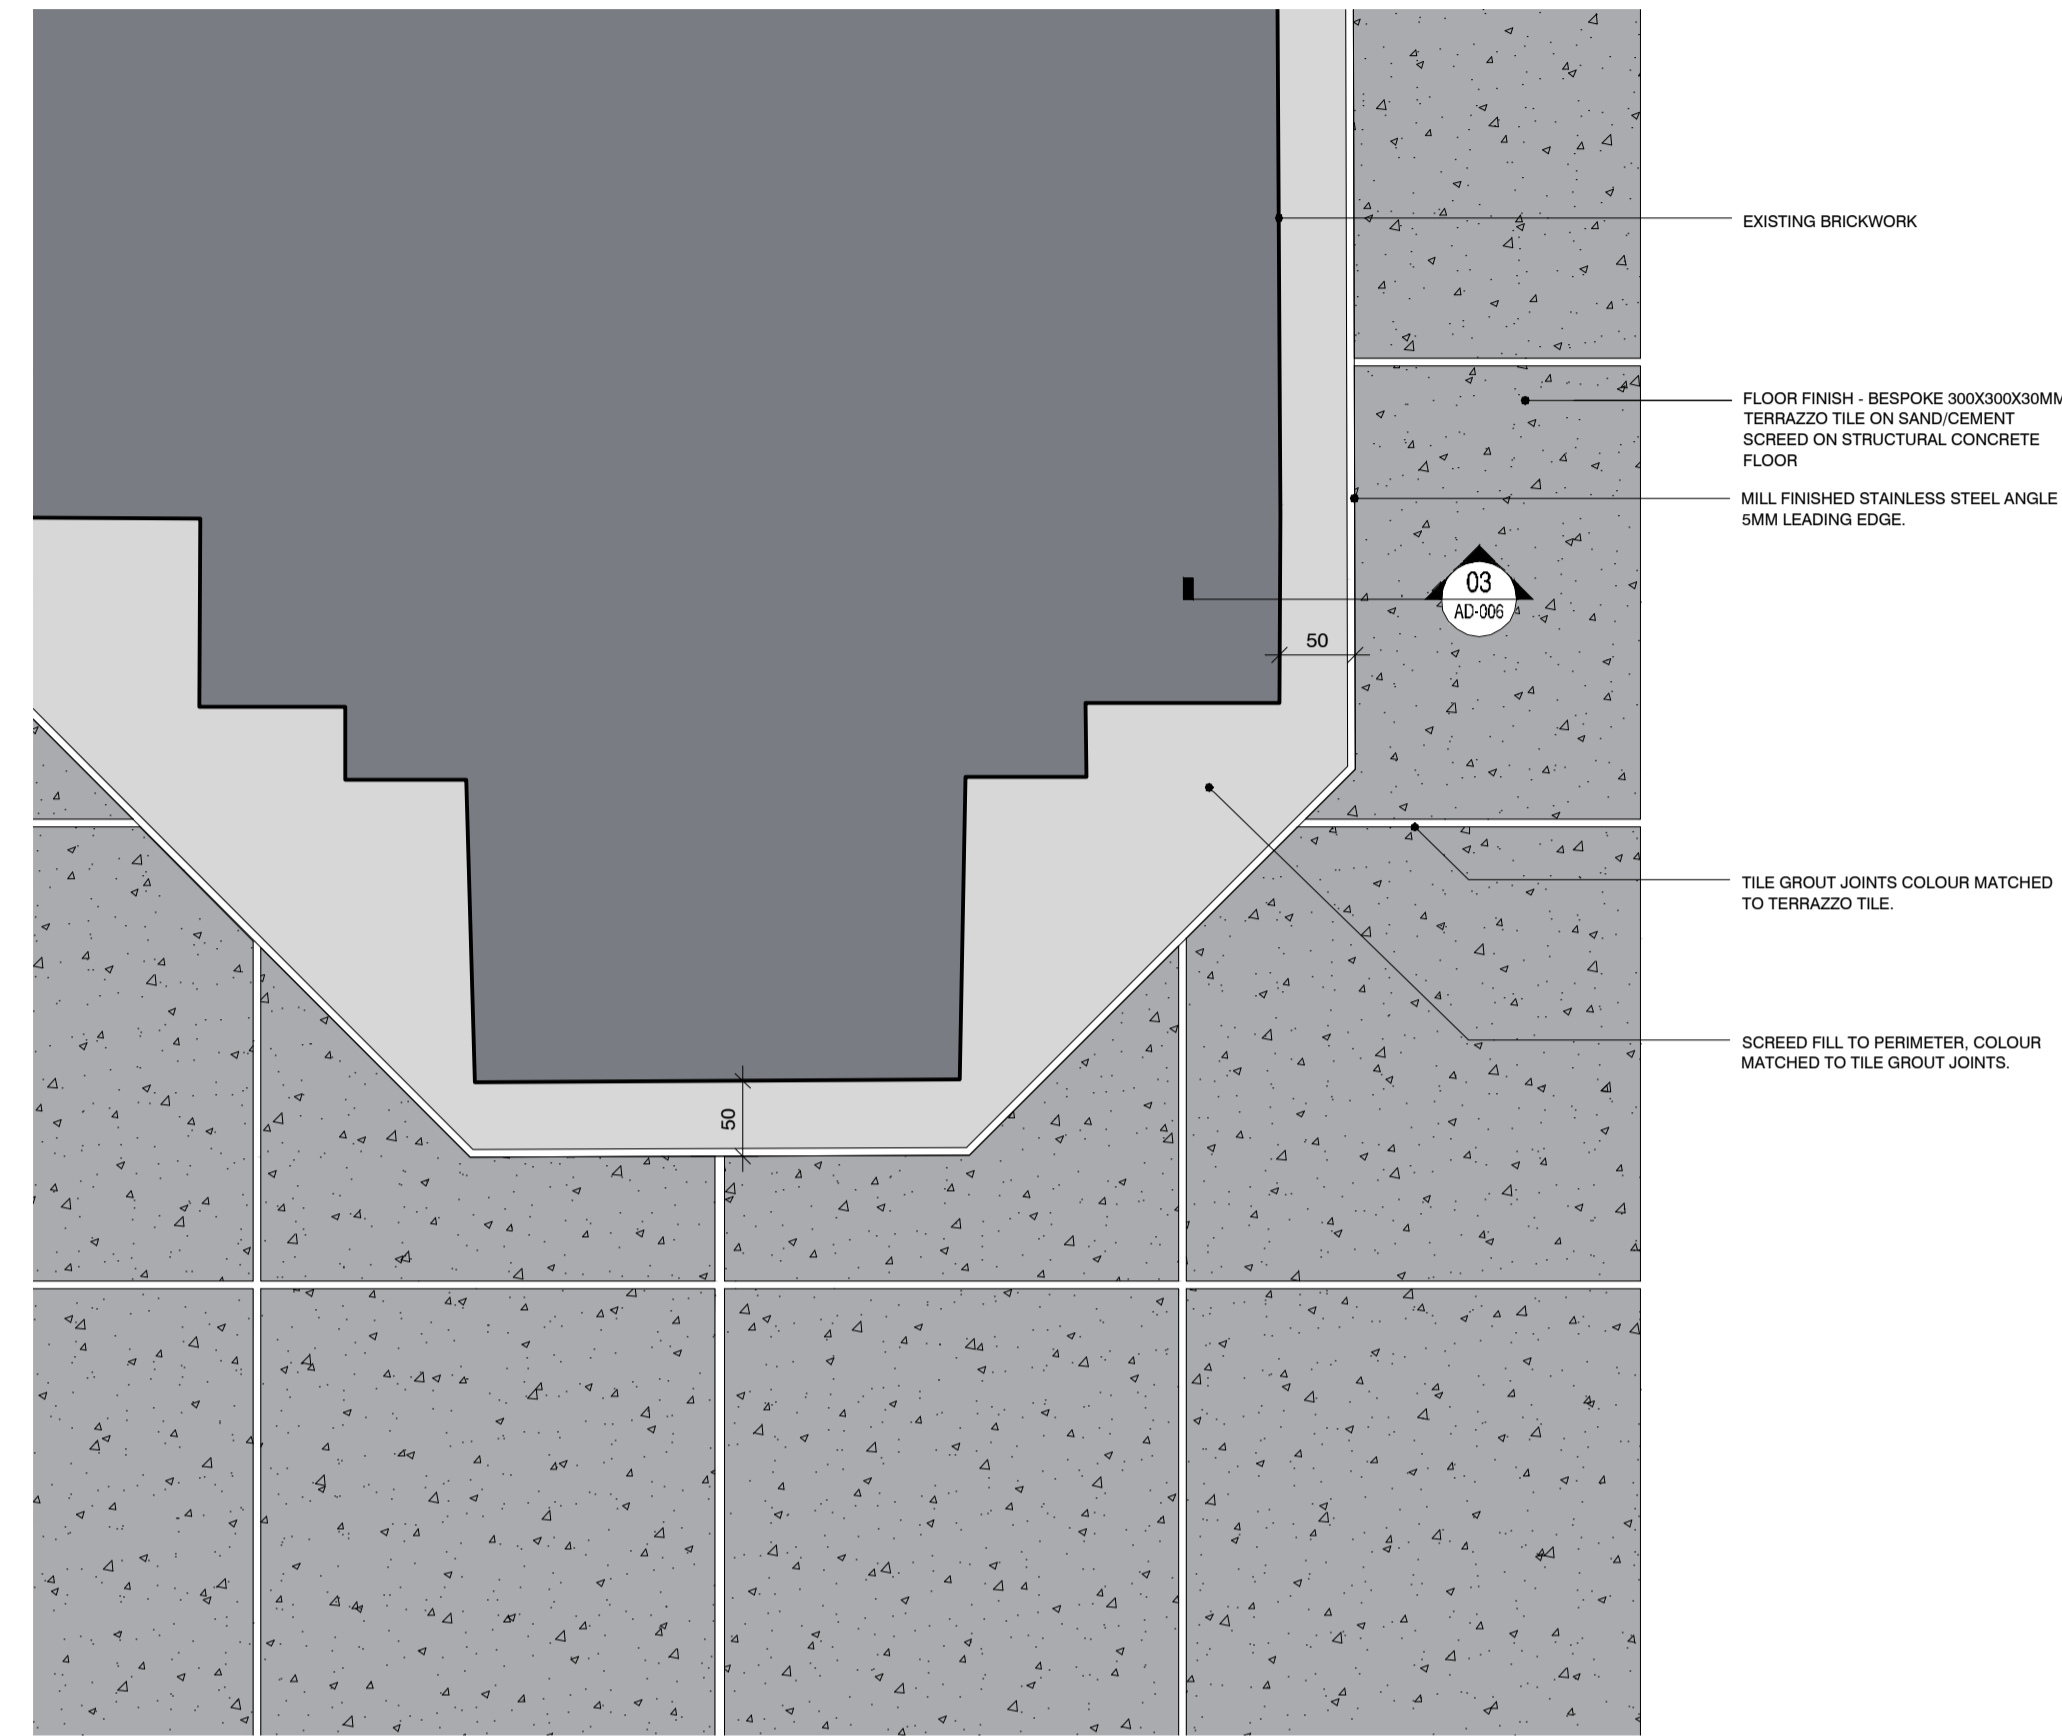 EXISTING BRICKWORK
FLOOR FINISH - BESPOKE 300X300X30MM
TERRAZZO TILE ON SAND/CEMENT
SCREED ON STRUCTURAL CONCRETE
FLOOR
MILL FINISHED STAINLESS STEEL ANGLE
5MM LEADING EDGE.
03
AD-006
50
TILE GROUT JOINTS COLOUR MATCHED
TO TERRAZZO TILE.
SCREED FILL TO PERIMETER, COLOUR
MATCHED TO TILE GROUT JOINTS.
50